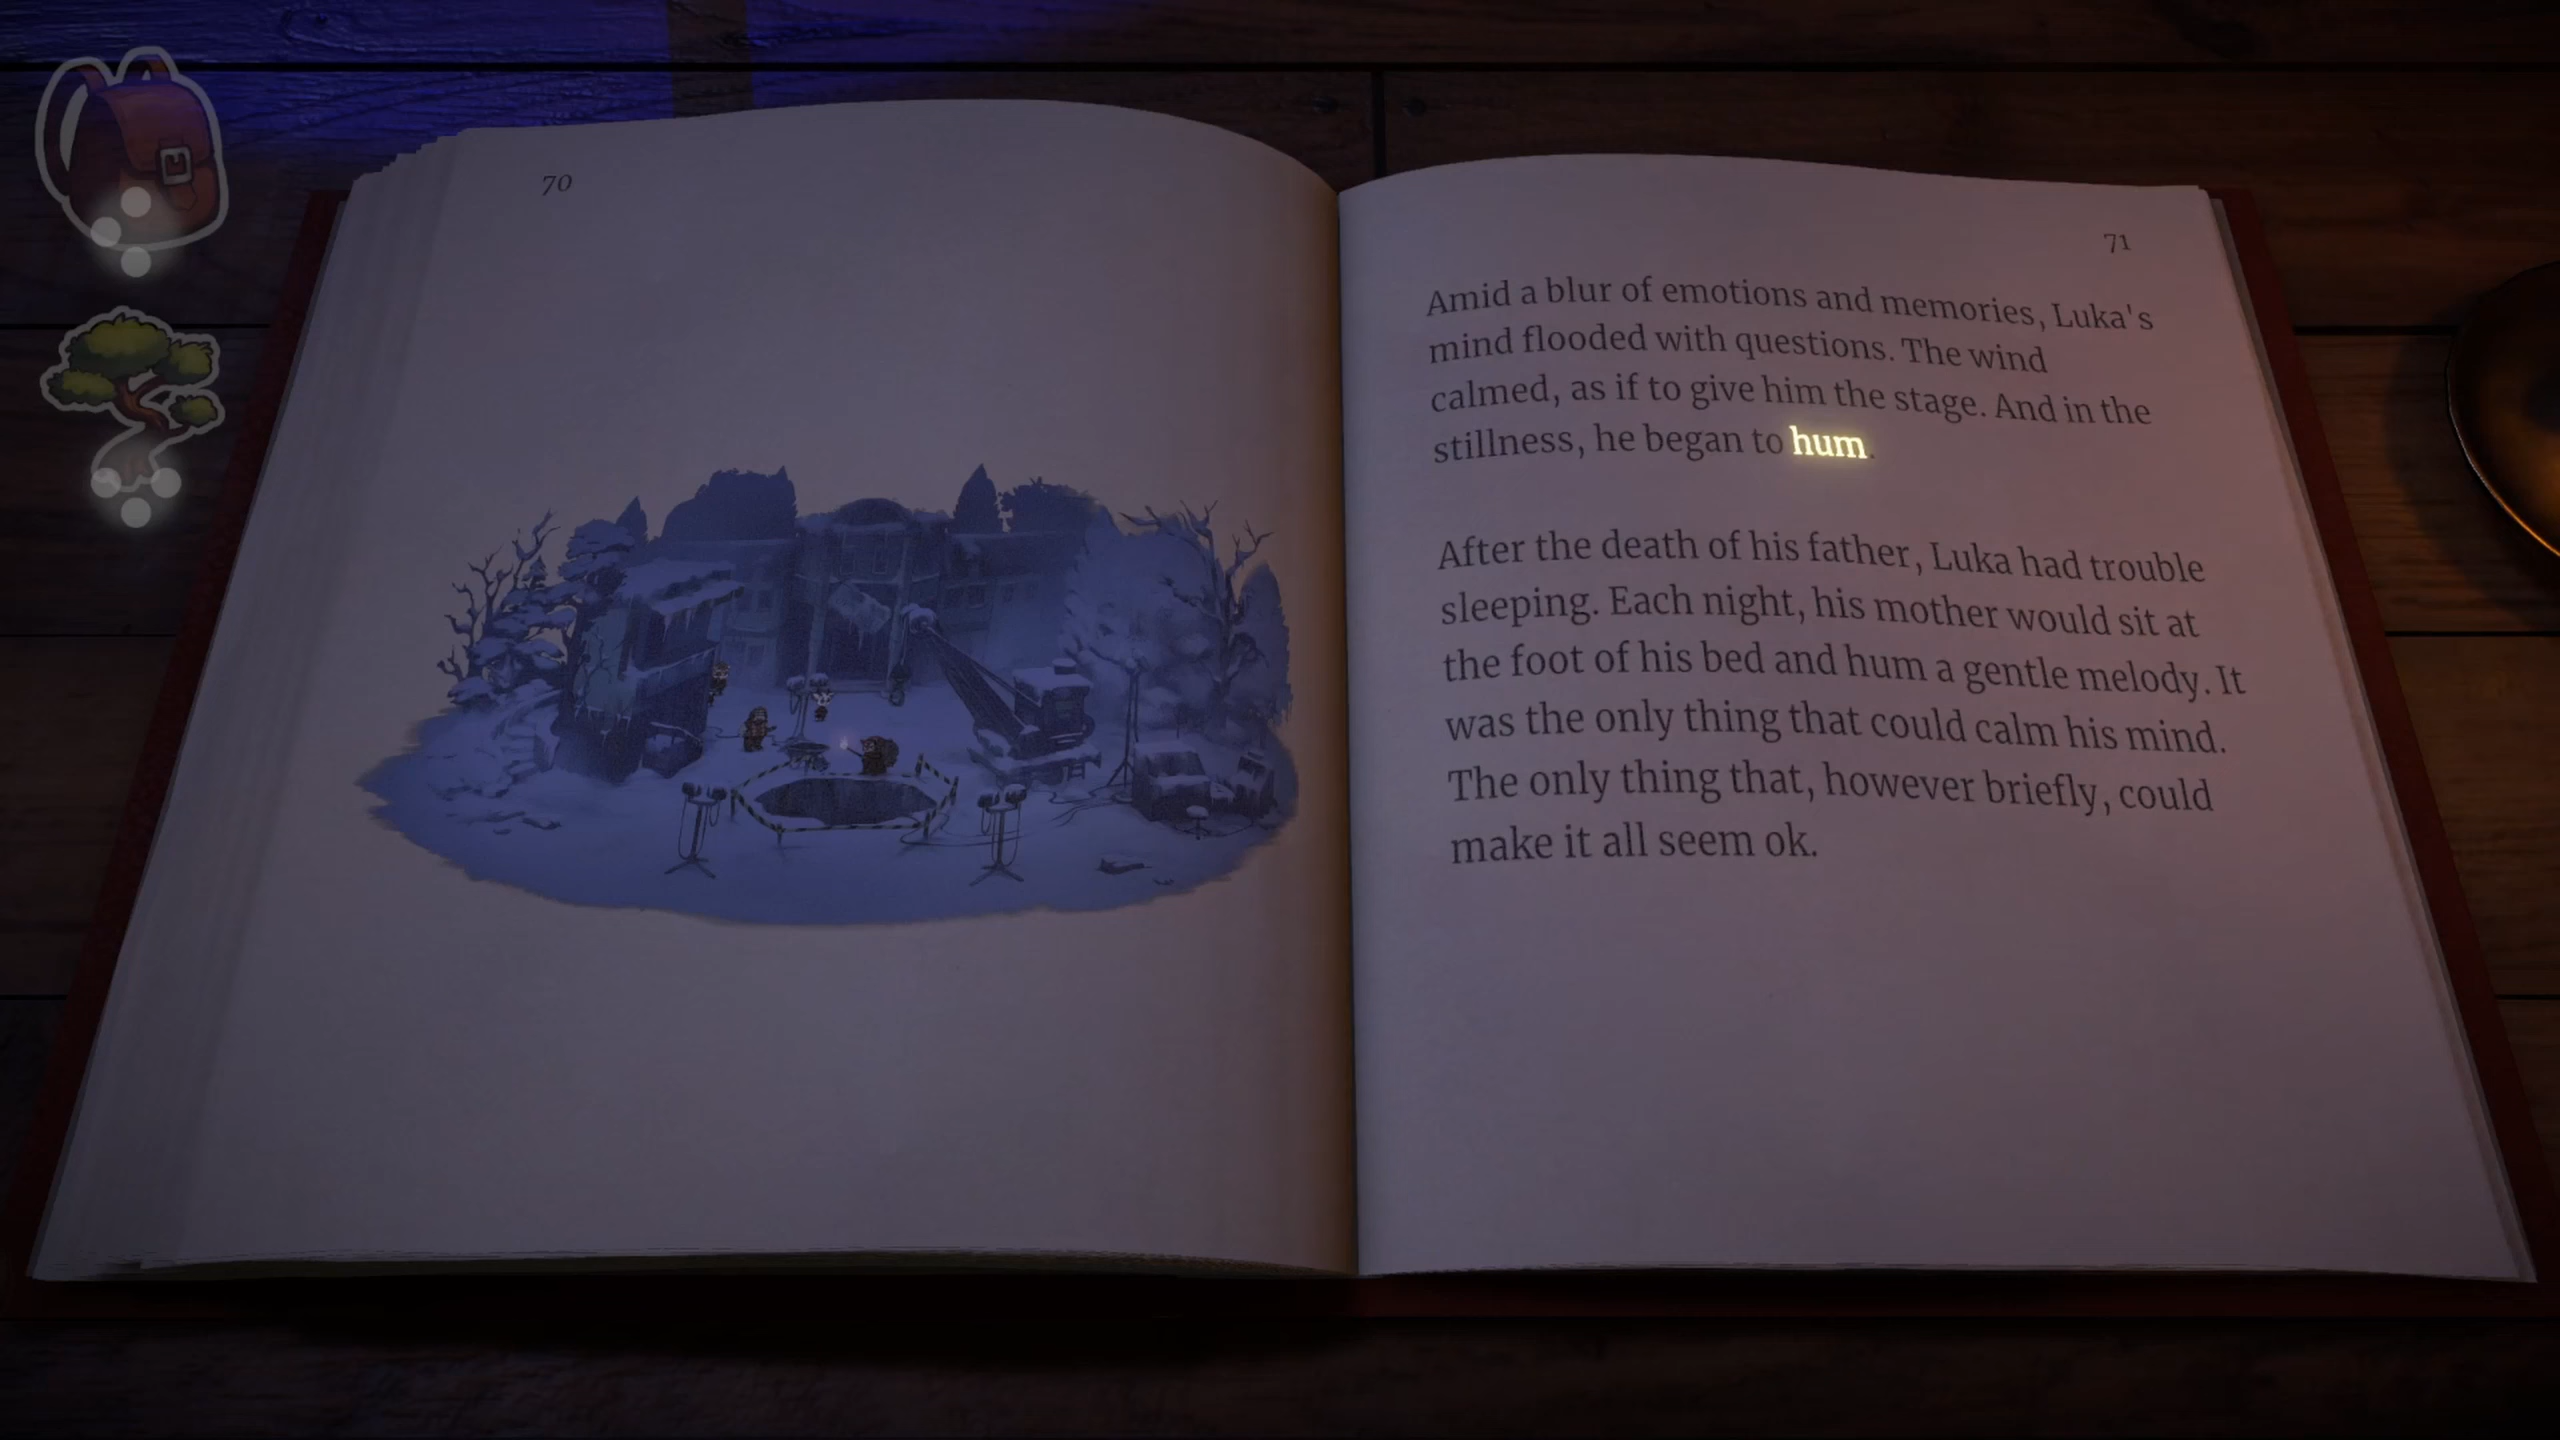 70
71
Amid a blur of emotions and memories, Luka's
mind flooded with questions. The wind
calmed, as if to give him the stage. And in the
stillness, he began to hum.
After the death of his father, Luka had trouble
sleeping. Each night, his mother would sit at
the foot of his bed and hum a gentle melody. It
was the only thing that could calm his mind.
The only thing that, however briefly, could
make it all seem ok.